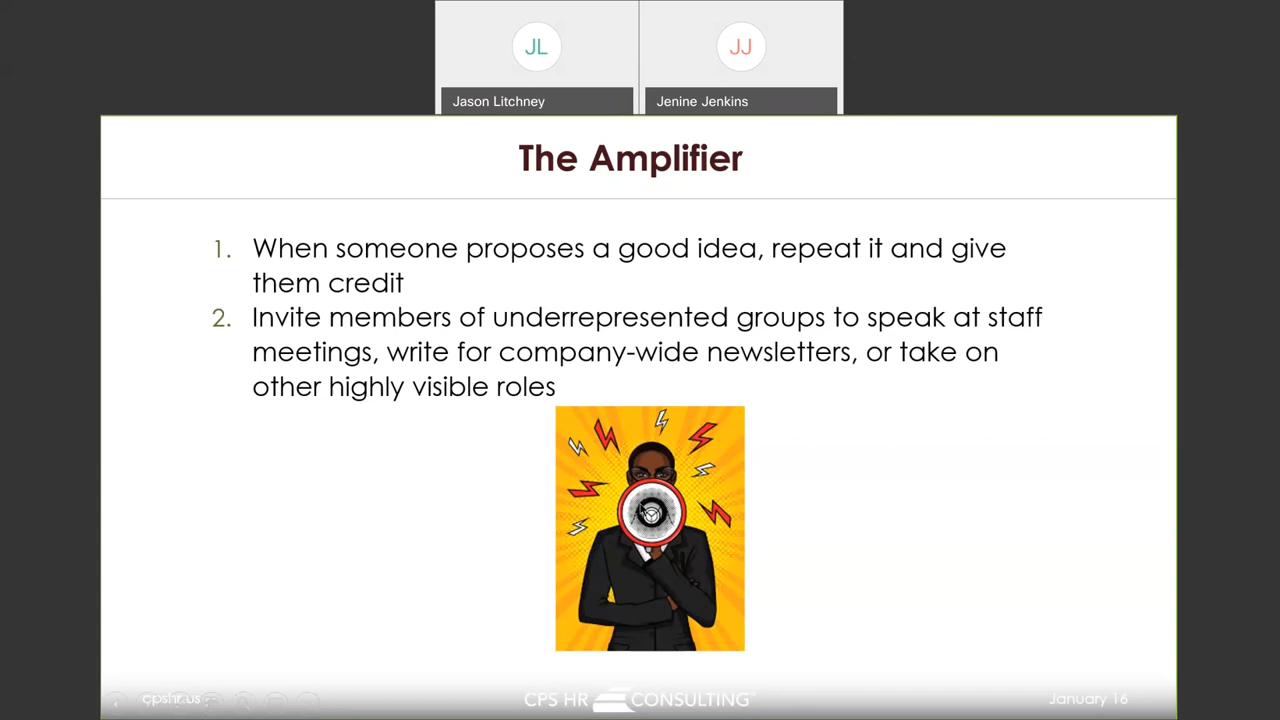 JL
JJ
Jason Litchney
Jenine Jenkins
The Amplifier
1. When someone proposes a good idea, repeat it and give
them credit
2. Invite members of underrepresented groups to speak at staff
meetings, write for company-wide newsletters, or take on
other highly visible roles
cpshr.us
CPS HR CONSULTING
January 16